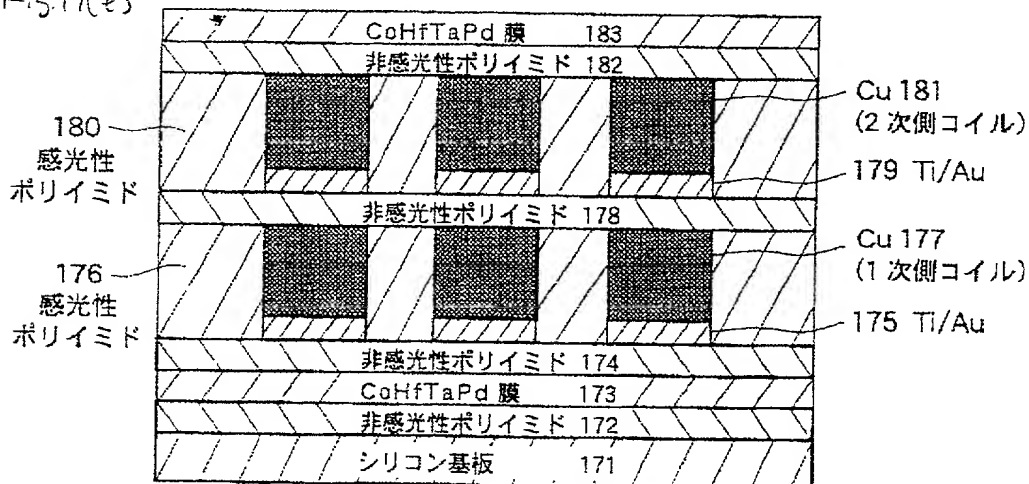 CoHfTaPd 膜 183
非感光性ポリイミド 182
Cu 181
(2 次側コイル)
180
感光性
ポリイミド
179 Ti/Au
非感光性ポリイミド 178
Cu 177
(1 次側コイル)
176
感光性
ポリイミド
175 Ti/Au
非感光性ポリイミド 174
CoHfTaPd 膜 173
非感光性ポリイミド 172
シリコン基板 171